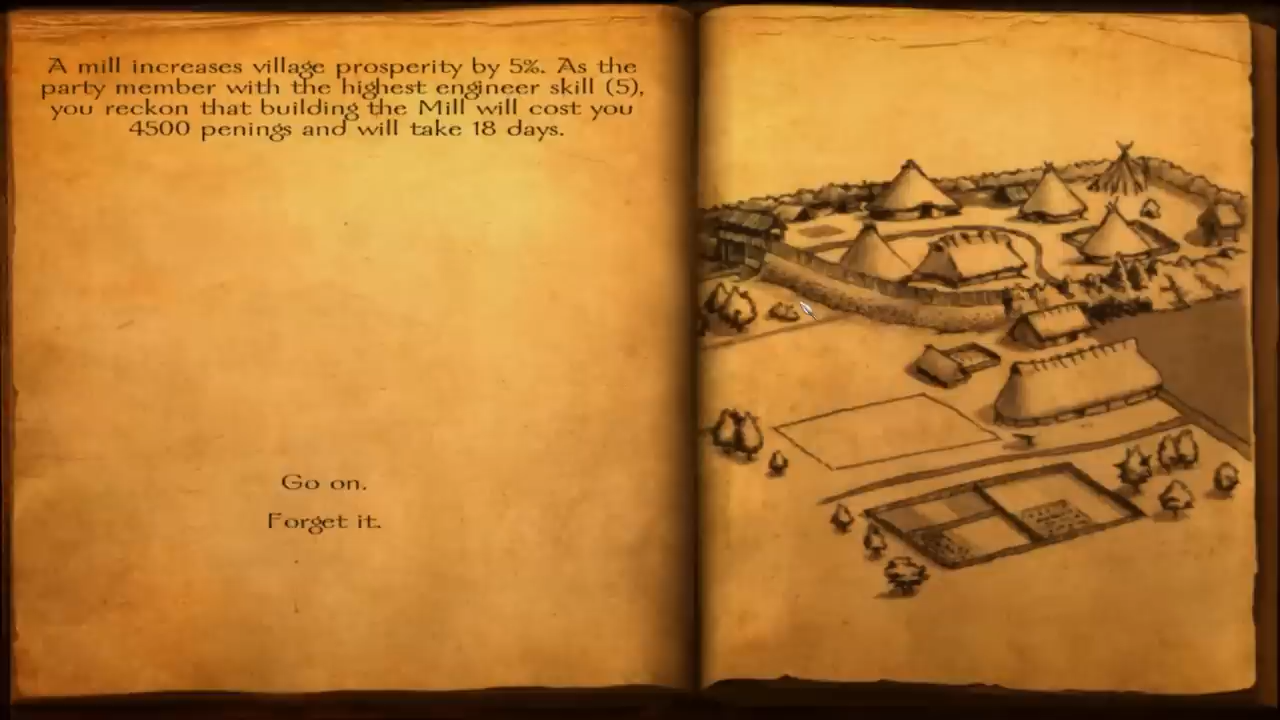 A mill increases village prosperity by 5%. As the
party member with the highest engineer skill (5),
you reckon that building the Mill will cost you
4500 penings and will take 18 days.
Go on.
Forget it.